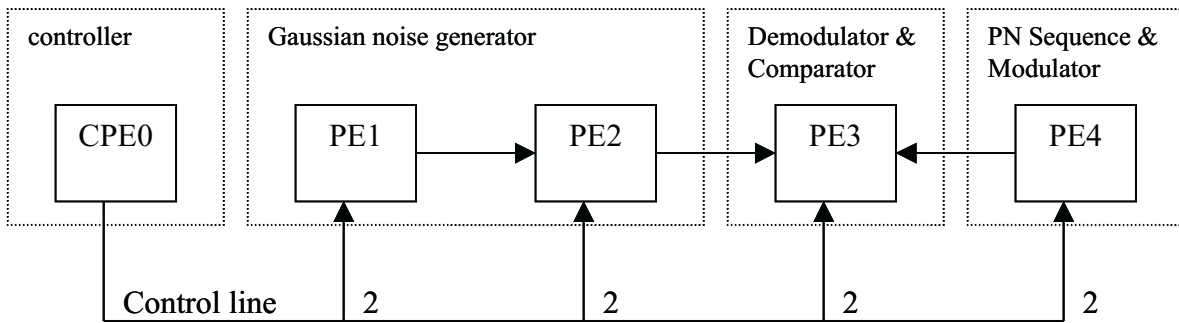 controller
Gaussian noise generator
Demodulator &
Comparator
PN Sequence &
Modulator
CPE0
PE1
PE2
PE3
PE4
Control line
2
2
2
2